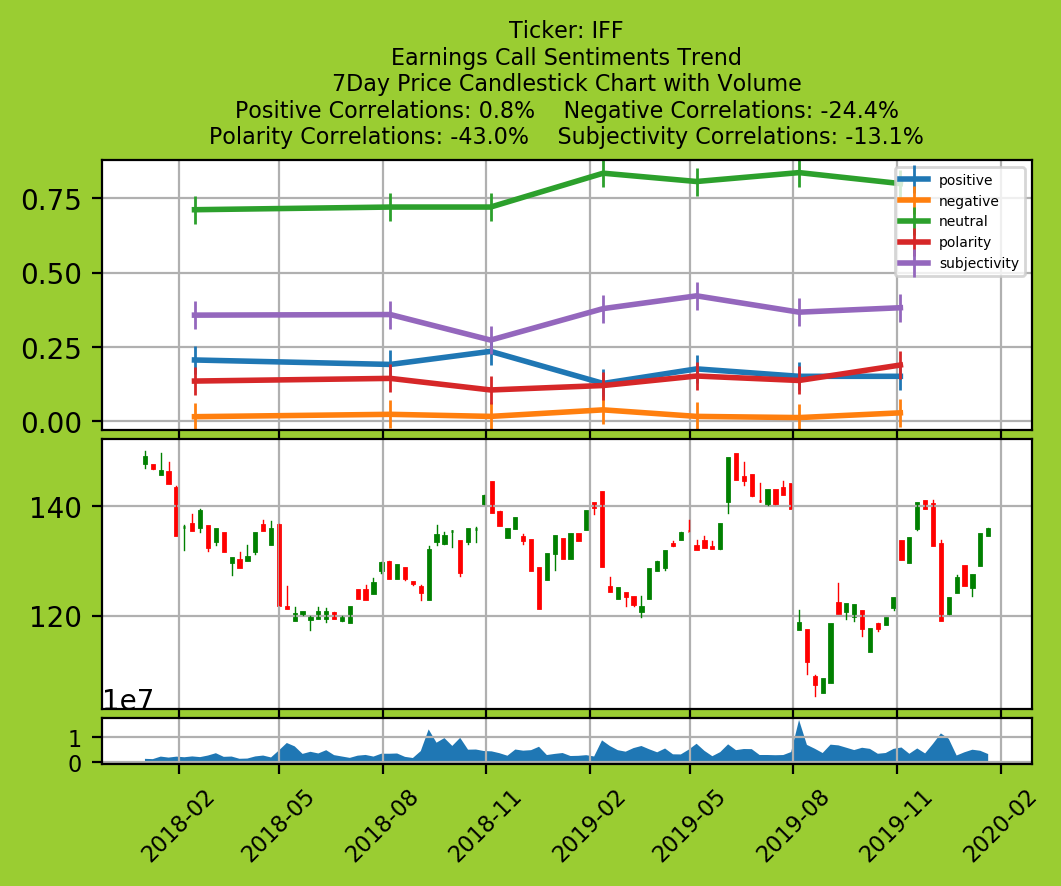 Ticker: IFF
Earnings Call Sentiments Trend
7Day Price Candlestick Chart with Volume
Positive Correlations: 0.8%    Negative Correlations: -24.4%
Polarity Correlations: -43.0%    Subjectivity Correlations: -13.1%
0.75
0.50
0.25
0.00
positive
negative
neutral
polarity
subjectivity
140
120
1e7
1
0
2018-02
2018-05
2018-08
2018-11
2019-02
2019-05
2019-08
2019-11
2020-02